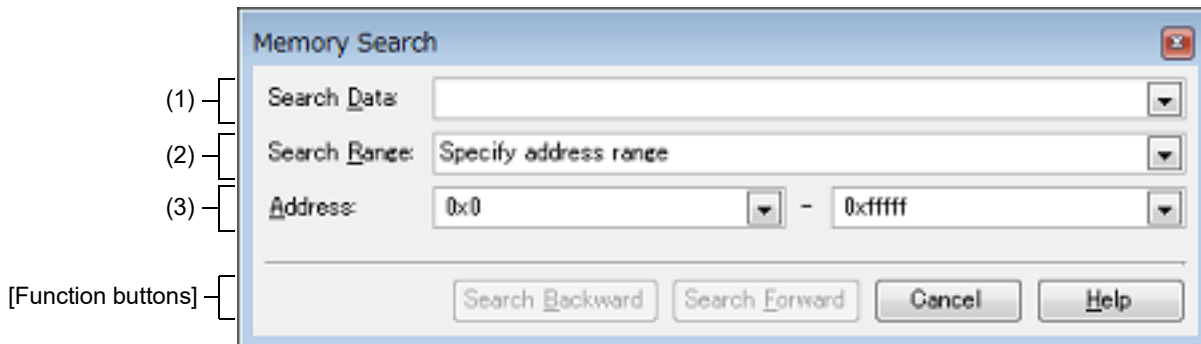 Memory Search
(1) Search Data:
(2) Search Range: Specify address range
(3) Address: 0x0 - 0xfffff
[Function buttons] Search Backward Search Forward Cancel Help